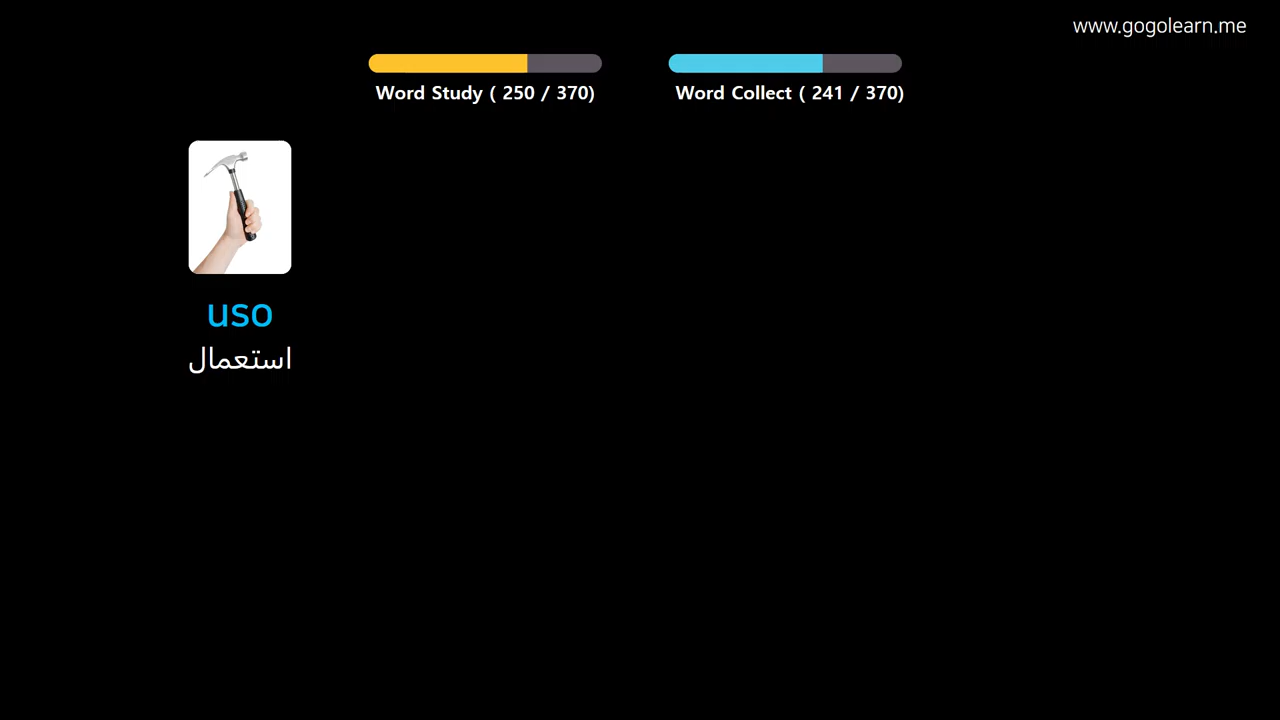 www.gogolearn.me
Word Study ( 250 / 370)
Word Collect ( 241 / 370)
uso
استعمال